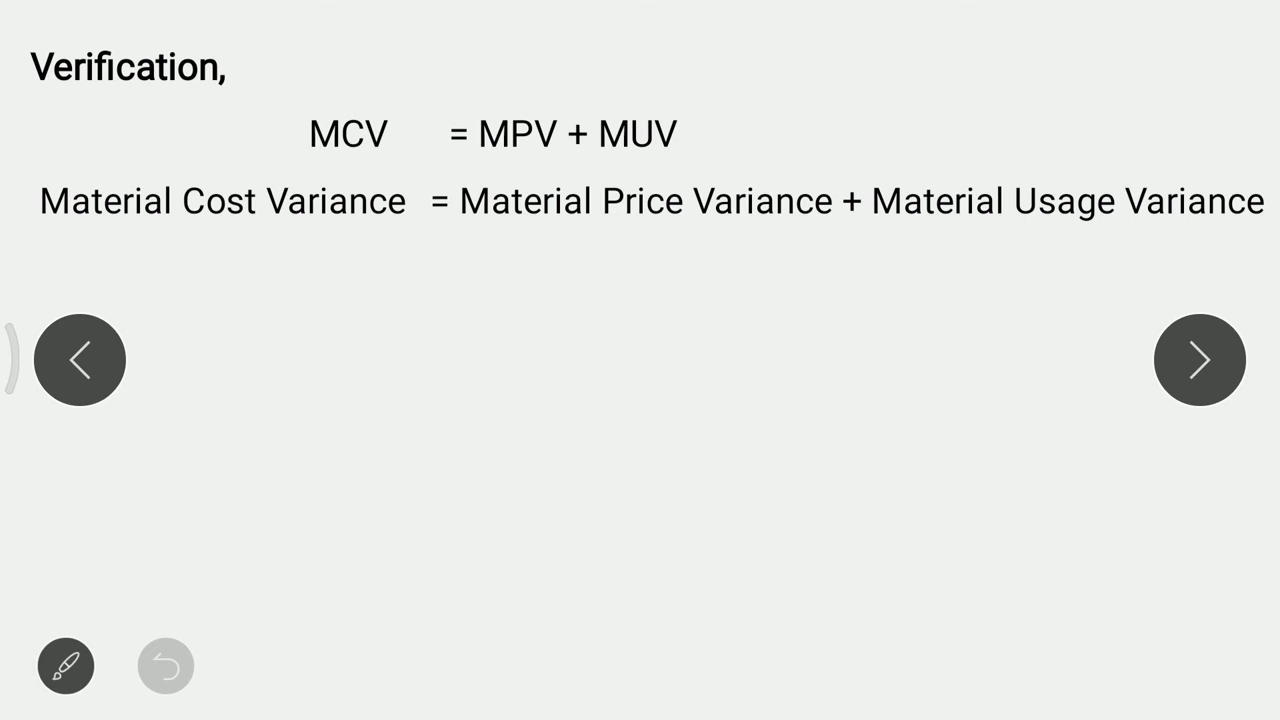 Verification,
MCV = MPV + MUV
Material Cost Variance = Material Price Variance + Material Usage Variance